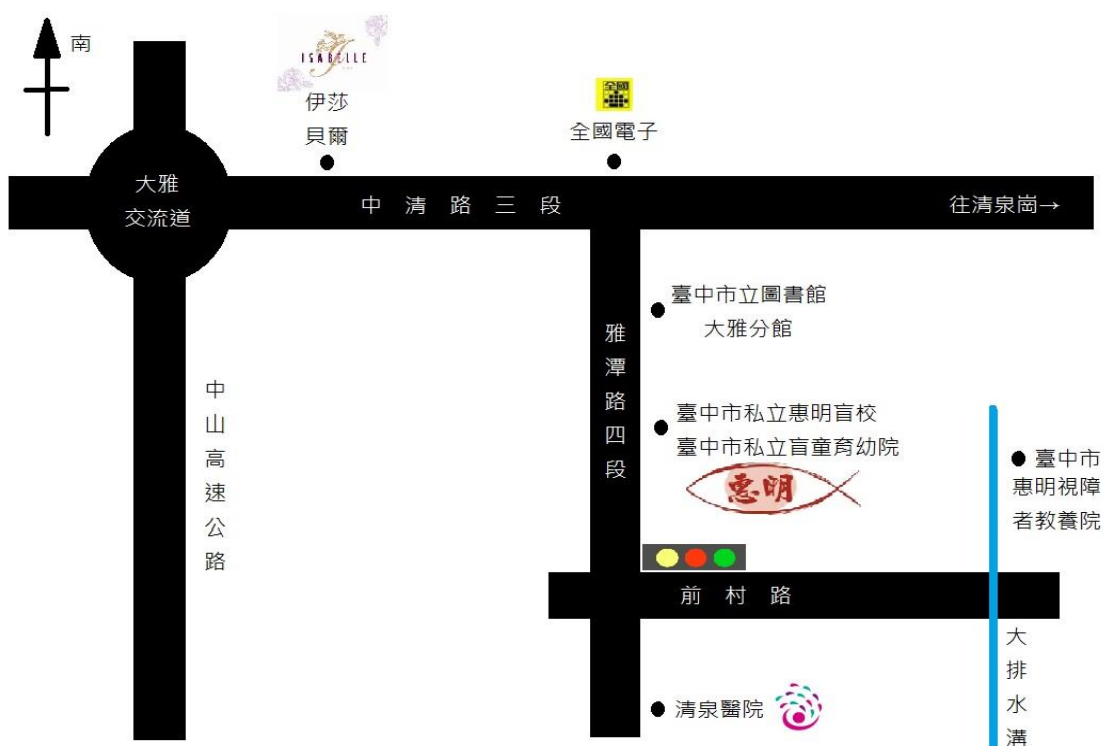 南
ISABELLE
伊莎
貝爾
全國
全國電子
大雅
交流道
中清路三段
往清泉崗→
臺中市立圖書館
大雅分館
雅潭路四段
中山高速公路
臺中市私立惠明盲校
臺中市私立盲童育幼院
惠明
臺中市
惠明視障
者教養院
前村路
大排水溝
清泉醫院